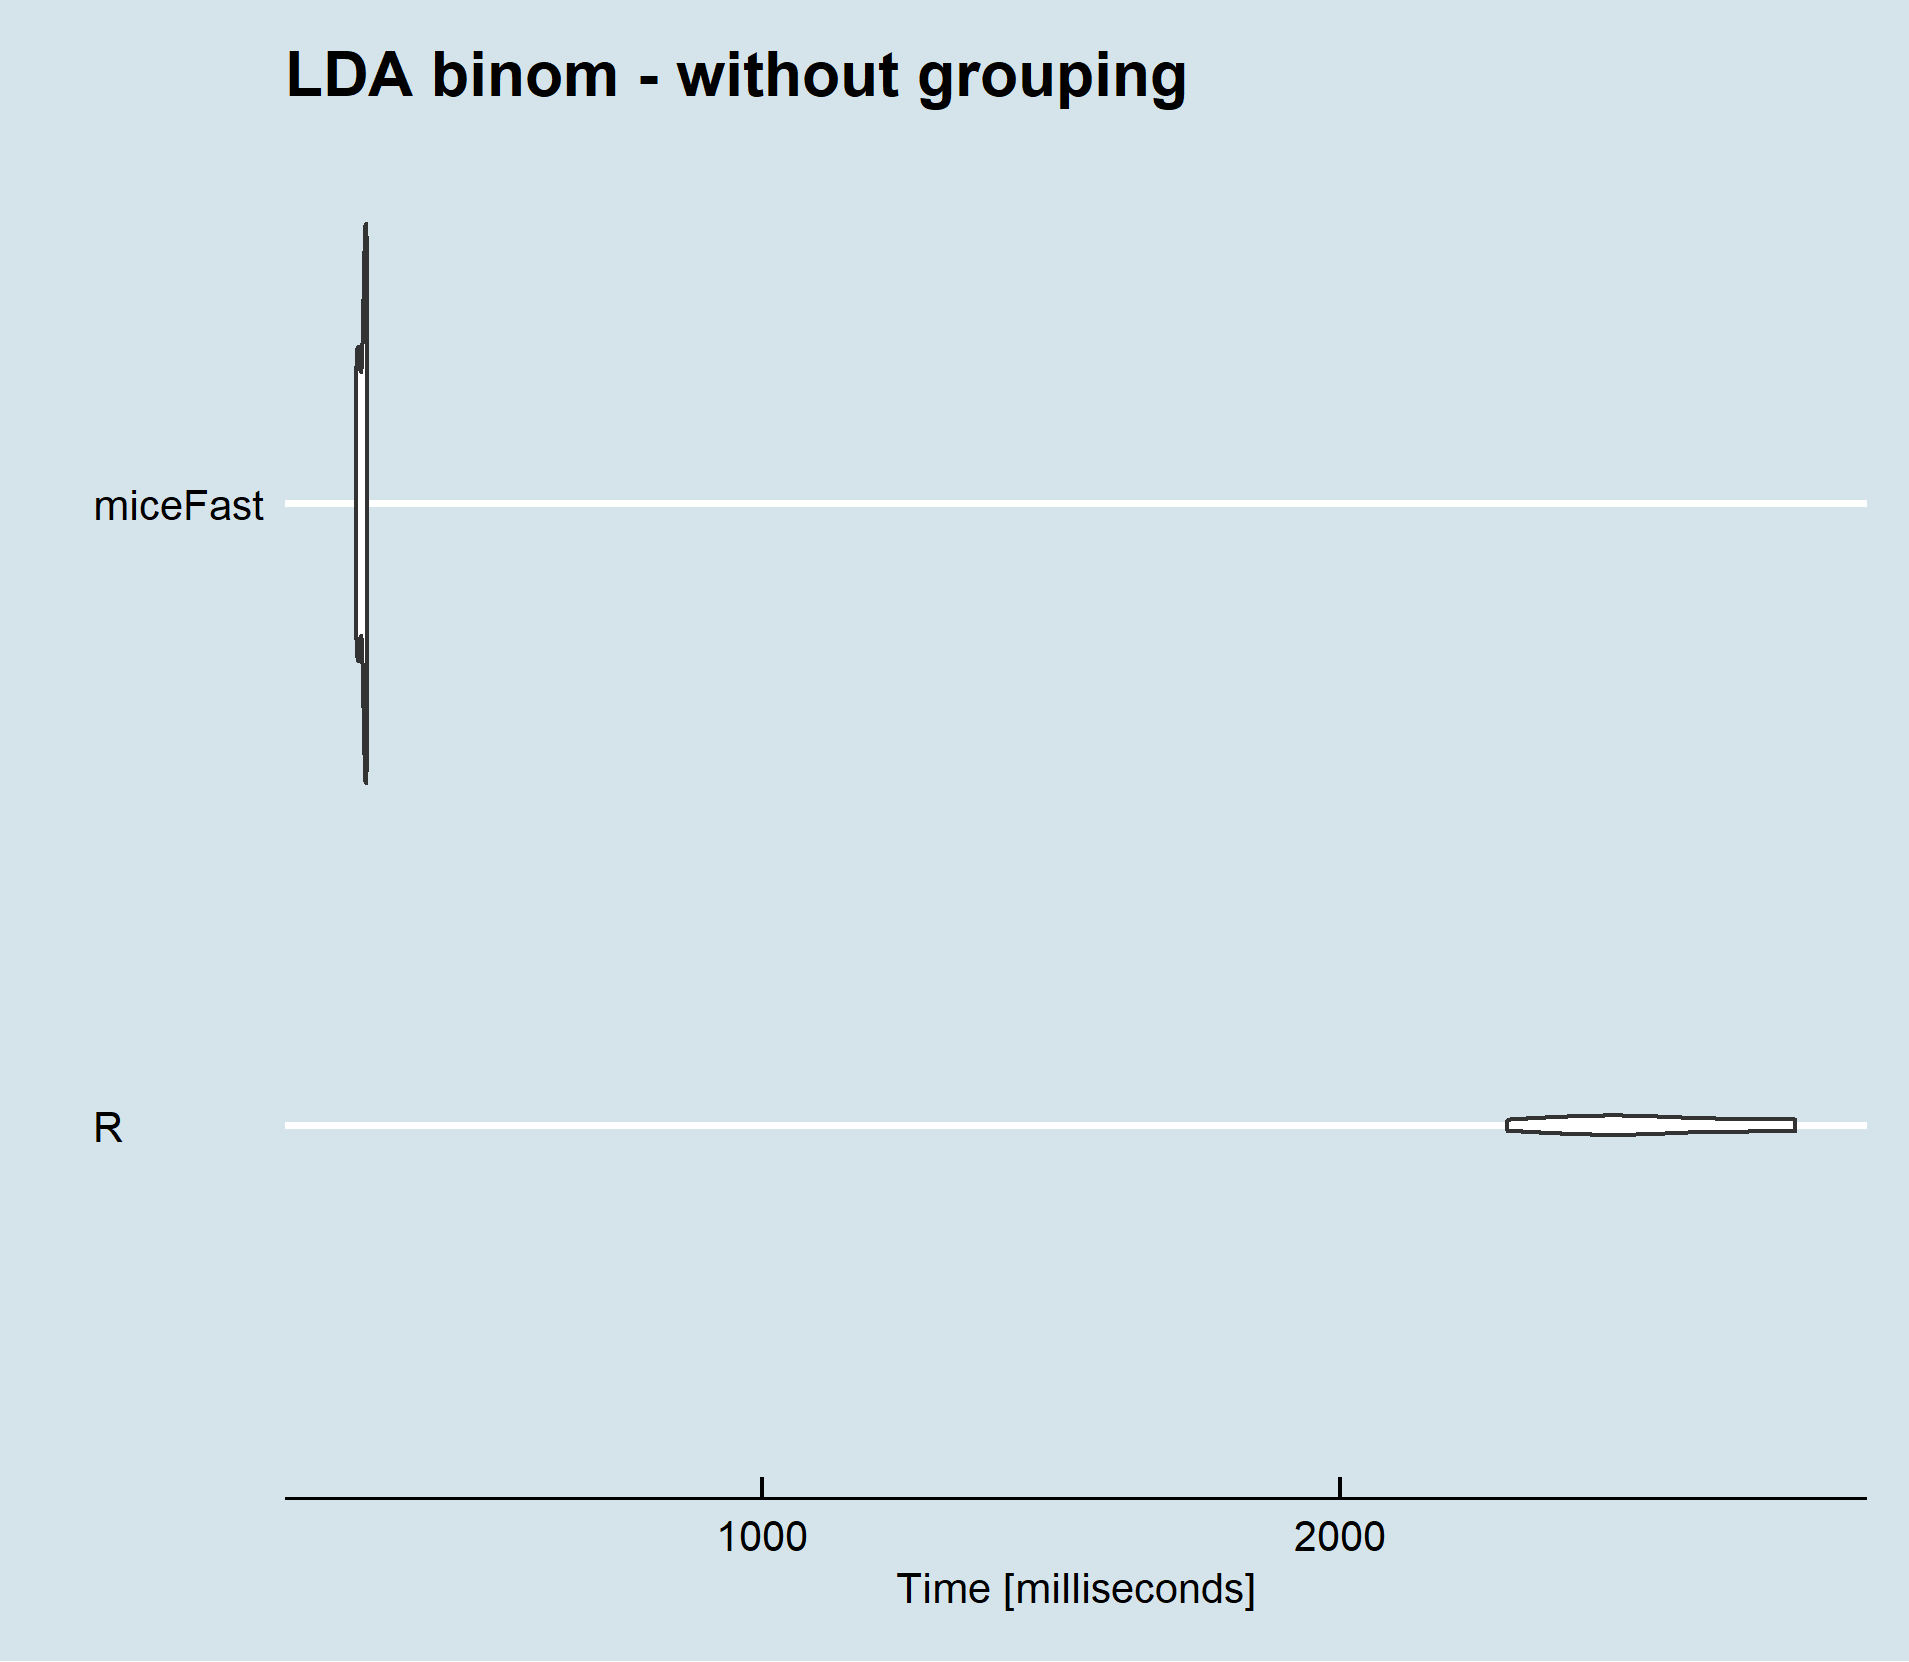 LDA binom - without grouping
miceFast
R
1000 2000
Time [milliseconds]